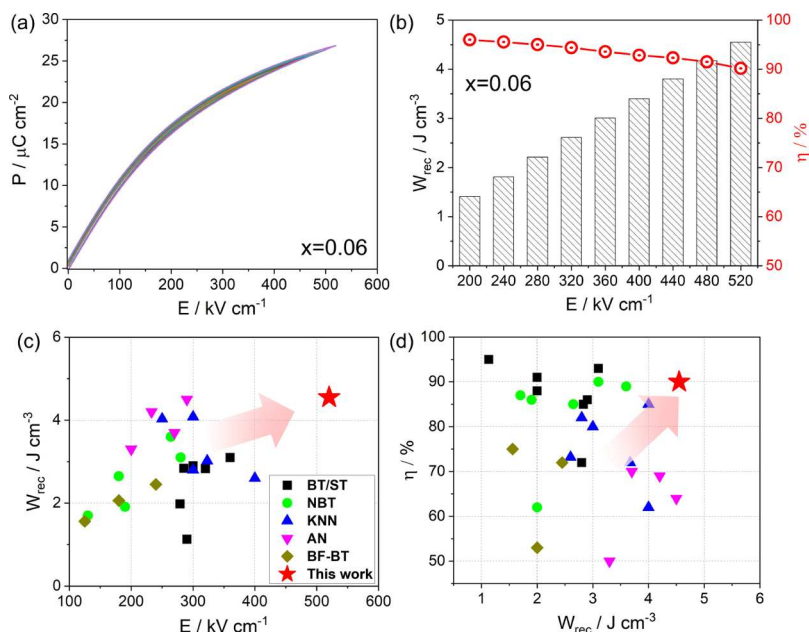 (a)
30
25
20
15
10
5
0
P / μC cm-2
x=0.06
0 100 200 300 400 500 600
E / kV cm-1
(b)
5
4
3
2
1
0
Wrec / J cm-3
x=0.06
100
90
80
70
60
50
η / %
200 240 280 320 360 400 440 480 520
E / kV cm-1
(c)
6
4
2
0
Wrec / J cm-3
BT/ST
NBT
KNN
AN
BF-BT
This work
100 200 300 400 500 600
E / kV cm-1
(d)
100
90
80
70
60
50
η / %
1 2 3 4 5 6
Wrec / J cm-3